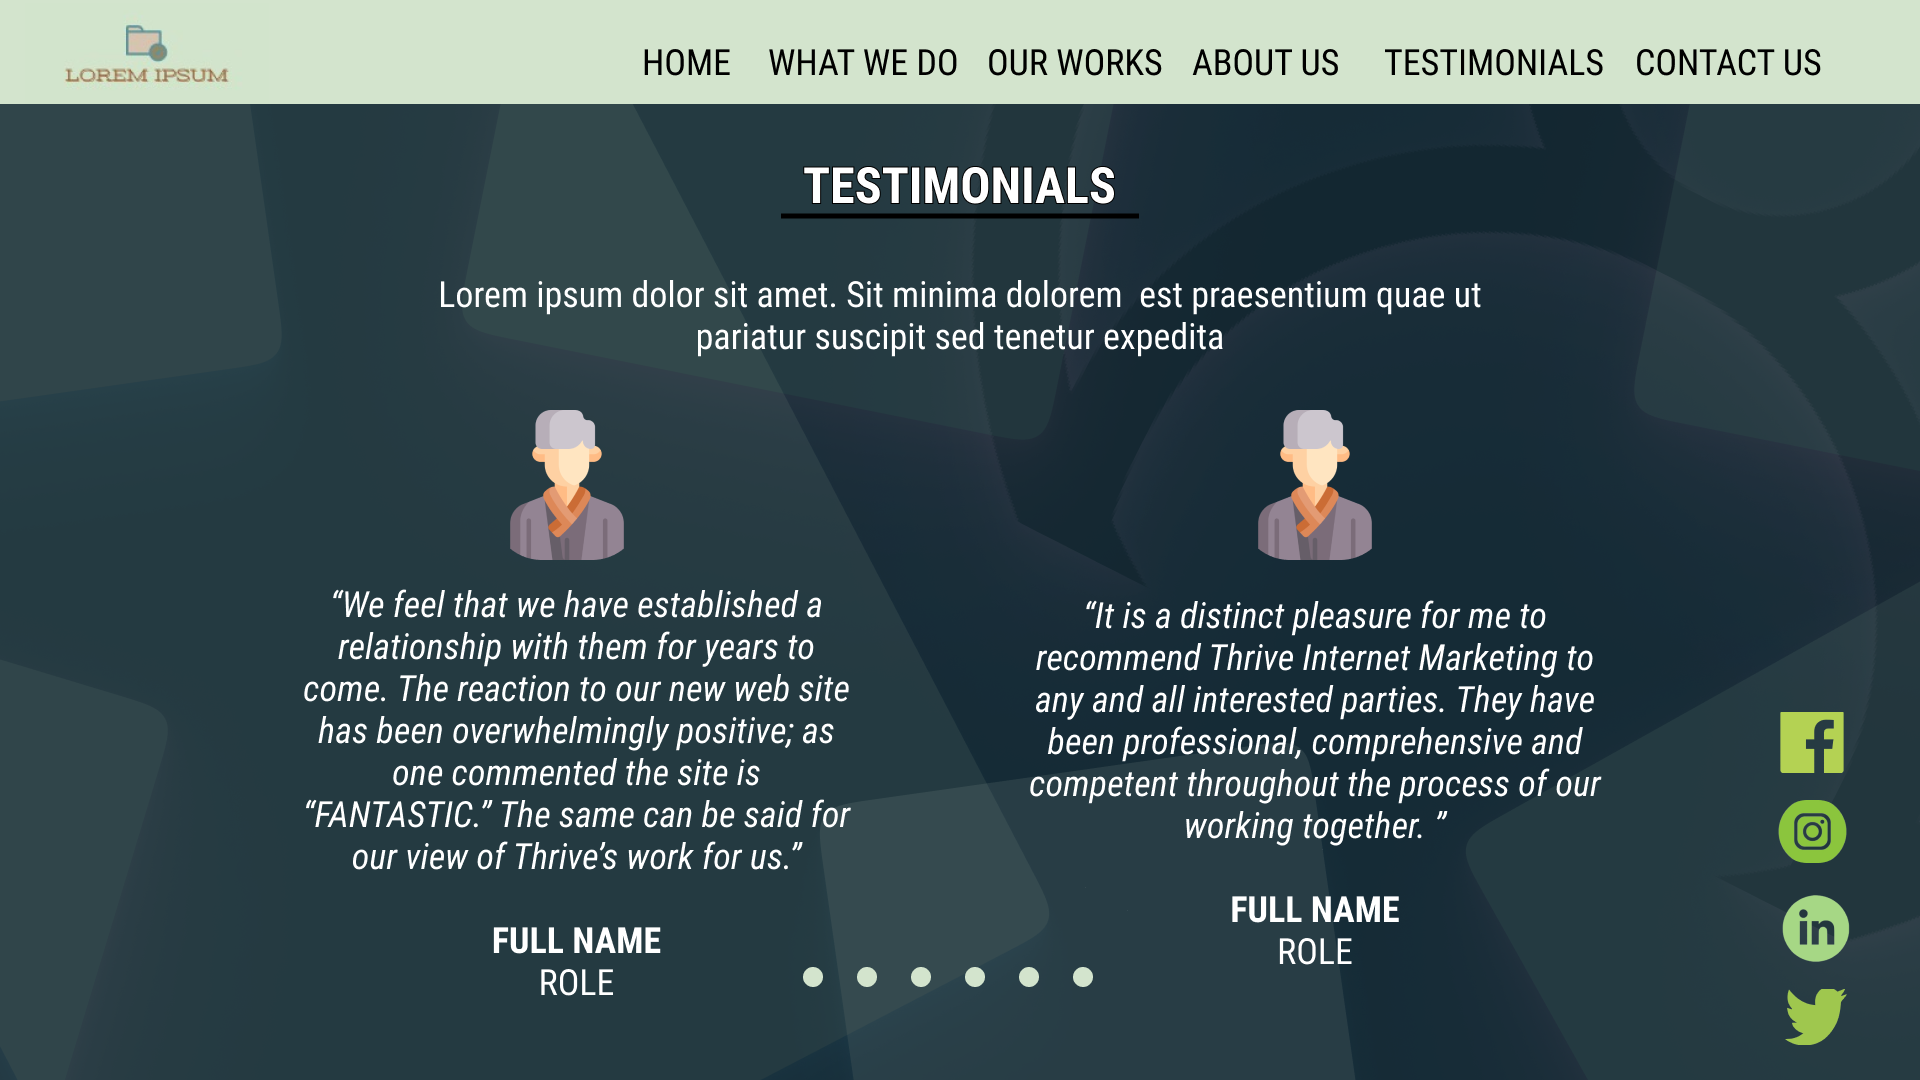 LOREM IPSUM
HOME WHAT WE DO OUR WORKS ABOUT US TESTIMONIALS CONTACT US
TESTIMONIALS
Lorem ipsum dolor sit amet. Sit minima dolorem est praesentium quae ut
pariatur suscipit sed tenetur expedita
“We feel that we have established a
relationship with them for years to
come. The reaction to our new web site
has been overwhelmingly positive; as
one commented the site is
“FANTASTIC.” The same can be said for
our view of Thrive’s work for us.”
FULL NAME
ROLE
“It is a distinct pleasure for me to
recommend Thrive Internet Marketing to
any and all interested parties. They have
been professional, comprehensive and
competent throughout the process of our
working together. ”
FULL NAME
ROLE